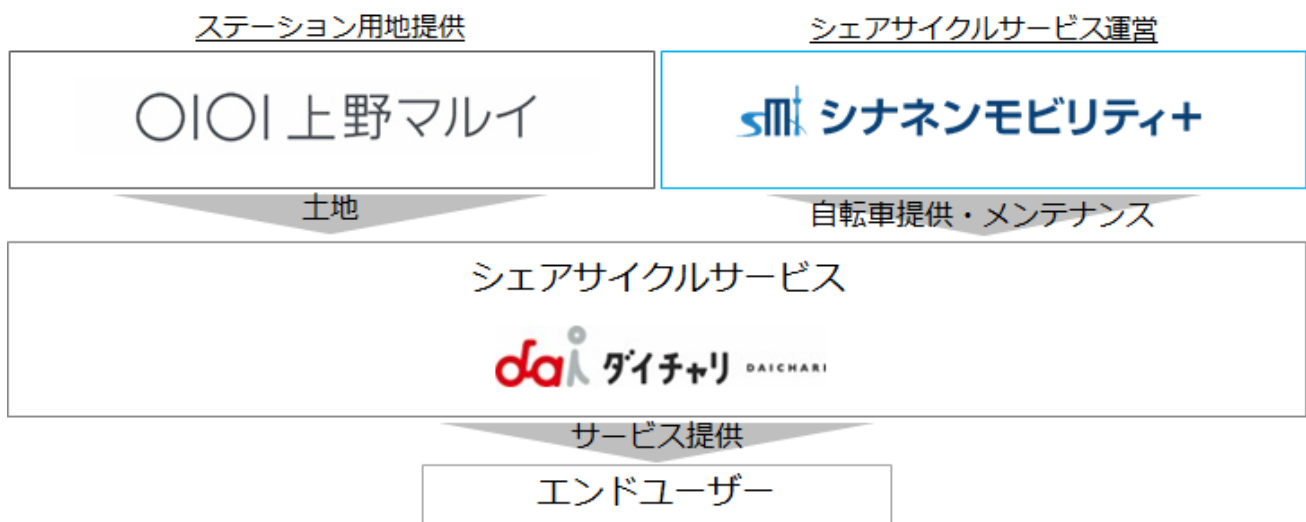 ステーション用地提供
シェアサイクルサービス運営
OIOI 上野マルイ
smi シナネンモビリティ+
土地
自転車提供・メンテナンス
シェアサイクルサービス
dai ダイチャリ DAICHARI
サービス提供
エンドユーザー